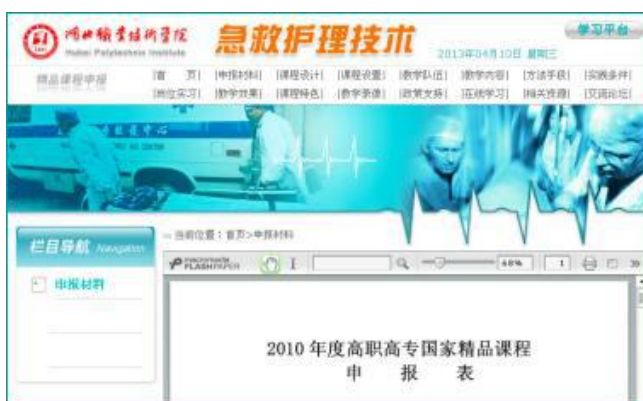 湖北职业技术学院
Hubei Polytechnic Institute
急救护理技术
学习平台
2013年04月10日 星期三
精品课程申报
|首 页| |申报材料| |课程设计| |课程设置| |教学队伍| |教学内容| |方法手段| |实践条件|
|岗位实习| |教学效果| |课程特色| |教学录像| |政策支持| |在线学习| |相关资源| |交流论坛|
栏目导航 Navigation
当前位置：首页>申报材料
申报材料
macromedia
FLASHPAPER
68%
1
2010 年度高职高专国家精品课程
申 报 表